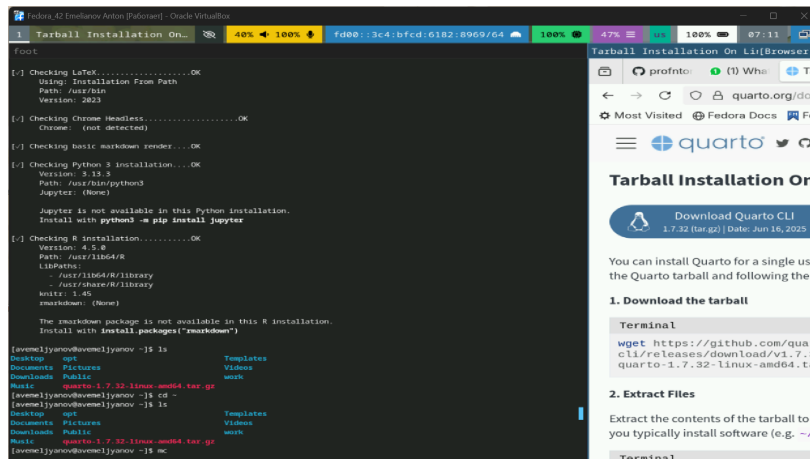 Fedora_42 Emelianov Anton [Работает] - Oracle VirtualBox
1 Tarball Installation On… 40% 100% fd00::3c4:bfcd:6182:8969/64 100% 47% us 100% 07:11
foot
[✓] Checking LaTeX....................OK
Using: Installation From Path
Path: /usr/bin
Version: 2023
[✓] Checking Chrome Headless....................OK
Chrome: (not detected)
[✓] Checking basic markdown render....OK
[✓] Checking Python 3 installation....OK
Version: 3.13.3
Path: /usr/bin/python3
Jupyter: (None)
Jupyter is not available in this Python installation.
Install with python3 -m pip install jupyter
[✓] Checking R installation...........OK
Version: 4.5.0
Path: /usr/lib64/R
LibPaths:
- /usr/lib64/R/library
- /usr/share/R/library
knitr: 1.45
rmarkdown: (None)
The rmarkdown package is not available in this R installation.
Install with install.packages("rmarkdown")
[avemeljyanov@avemeljyanov ~]$ ls
Desktop opt Templates
Documents Pictures Videos
Downloads Public work
Music quarto-1.7.32-linux-amd64.tar.gz
[avemeljyanov@avemeljyanov ~]$ cd ~
[avemeljyanov@avemeljyanov ~]$ ls
Desktop opt Templates
Documents Pictures Videos
Downloads Public work
Music quarto-1.7.32-linux-amd64.tar.gz
[avemeljyanov@avemeljyanov ~]$ mc
Tarball Installation On Li[Browser
profnto (1) Wha T
quarto.org/do
Most Visited Fedora Docs F
quarto
Tarball Installation On
Download Quarto CLI
1.7.32 (tar.gz) | Date: Jun 16, 2025
You can install Quarto for a single us
the Quarto tarball and following the
1. Download the tarball
Terminal
wget https://github.com/qua
cli/releases/download/v1.7.
quarto-1.7.32-linux-amd64.ta
2. Extract Files
Extract the contents of the tarball to
you typically install software (e.g. ~/
Terminal